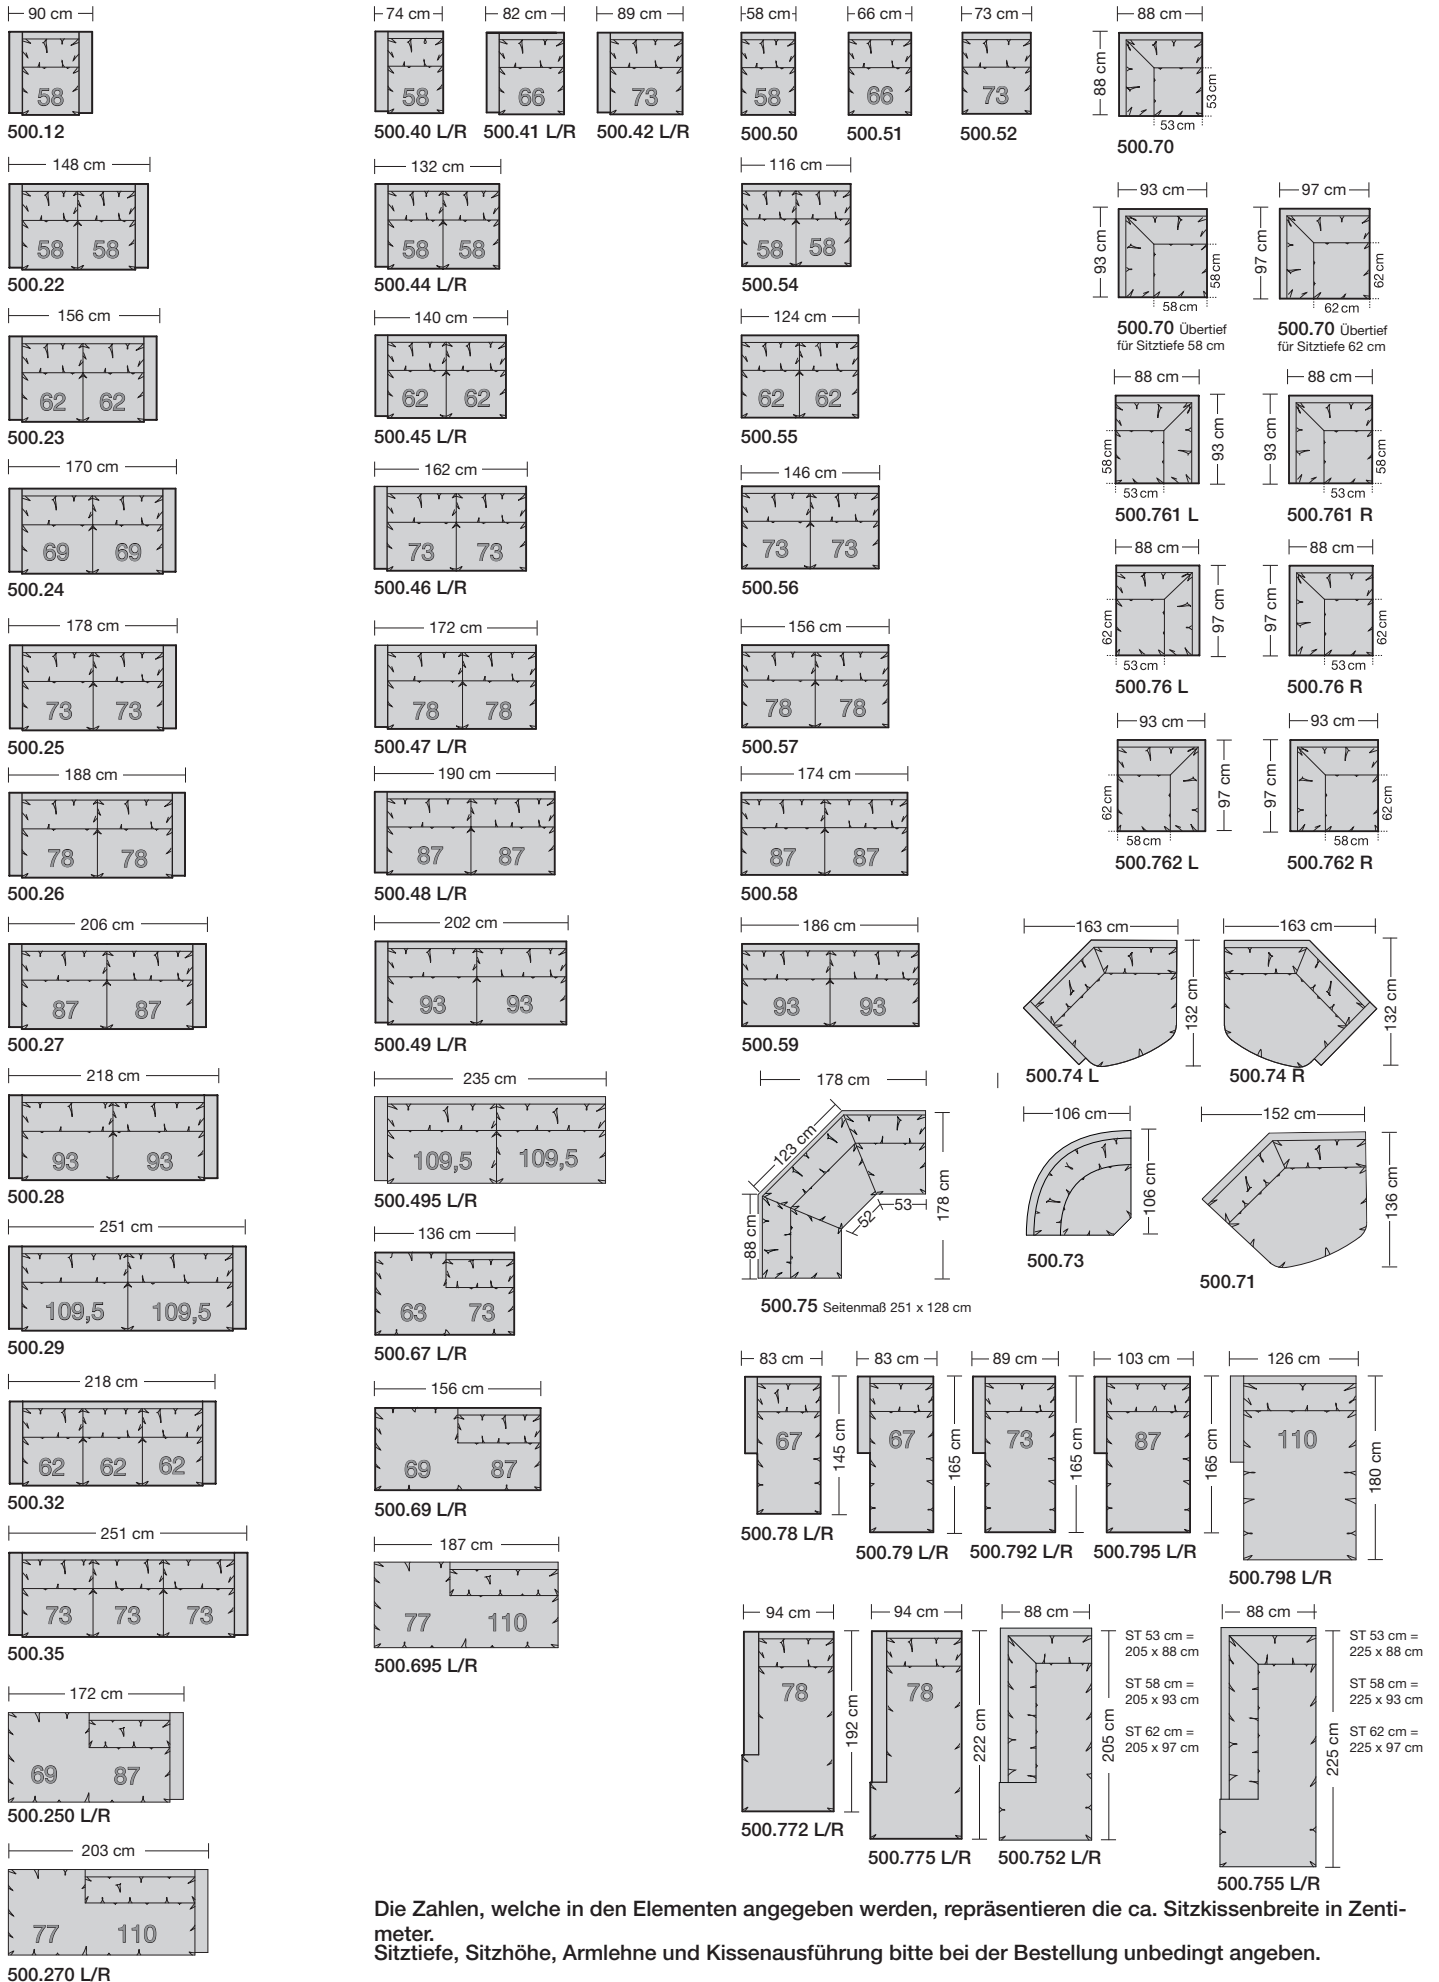 90 cm
58
500.12
148 cm
58 58
500.22
156 cm
62 62
500.23
170 cm
69 69
500.24
178 cm
73 73
500.25
188 cm
78 78
500.26
206 cm
87 87
500.27
218 cm
93 93
500.28
251 cm
109,5 109,5
500.29
218 cm
62 62 62
500.32
251 cm
73 73 73
500.35
172 cm
69 87
500.250 L/R
203 cm
77 110
500.270 L/R
74 cm 82 cm 89 cm
58 66 73
500.40 L/R 500.41 L/R 500.42 L/R
132 cm
58 58
500.44 L/R
140 cm
62 62
500.45 L/R
162 cm
73 73
500.46 L/R
172 cm
78 78
500.47 L/R
190 cm
87 87
500.48 L/R
202 cm
93 93
500.49 L/R
235 cm
109,5 109,5
500.495 L/R
136 cm
63 73
500.67 L/R
156 cm
69 87
500.69 L/R
187 cm
77 110
500.695 L/R
58 cm 66 cm 73 cm
58 66 73
500.50 500.51 500.52
116 cm
58 58
500.54
124 cm
62 62
500.55
146 cm
73 73
500.56
156 cm
78 78
500.57
174 cm
87 87
500.58
186 cm
93 93
500.59
88 cm
88 cm
53 cm
53 cm
500.70
93 cm
93 cm
58 cm
58 cm
500.70 Übertief
für Sitztiefe 58 cm
97 cm
97 cm
62 cm
62 cm
500.70 Übertief
für Sitztiefe 62 cm
88 cm
58 cm
93 cm
53 cm
500.761 L
88 cm
93 cm
58 cm
53 cm
500.761 R
88 cm
62 cm
97 cm
53 cm
500.76 L
88 cm
97 cm
62 cm
53 cm
500.76 R
93 cm
62 cm
97 cm
58 cm
500.762 L
93 cm
97 cm
62 cm
58 cm
500.762 R
163 cm
132 cm
500.74 L
163 cm
132 cm
500.74 R
178 cm
123 cm
88 cm
52
53
178 cm
500.75 Seitenmaß 251 x 128 cm
106 cm
106 cm
500.73
152 cm
136 cm
500.71
83 cm
67
145 cm
500.78 L/R
83 cm
67
165 cm
500.79 L/R
89 cm
73
165 cm
500.792 L/R
103 cm
87
165 cm
500.795 L/R
126 cm
110
180 cm
500.798 L/R
94 cm
78
192 cm
500.772 L/R
94 cm
78
222 cm
500.775 L/R
88 cm
205 cm
500.752 L/R
ST 53 cm =
205 x 88 cm
ST 58 cm =
205 x 93 cm
ST 62 cm =
205 x 97 cm
88 cm
225 cm
500.755 L/R
ST 53 cm =
225 x 88 cm
ST 58 cm =
225 x 93 cm
ST 62 cm =
225 x 97 cm
Die Zahlen, welche in den Elementen angegeben werden, repräsentieren die ca. Sitzkissenbreite in Zenti-
meter.
Sitztiefe, Sitzhöhe, Armlehne und Kissenausführung bitte bei der Bestellung unbedingt angeben.